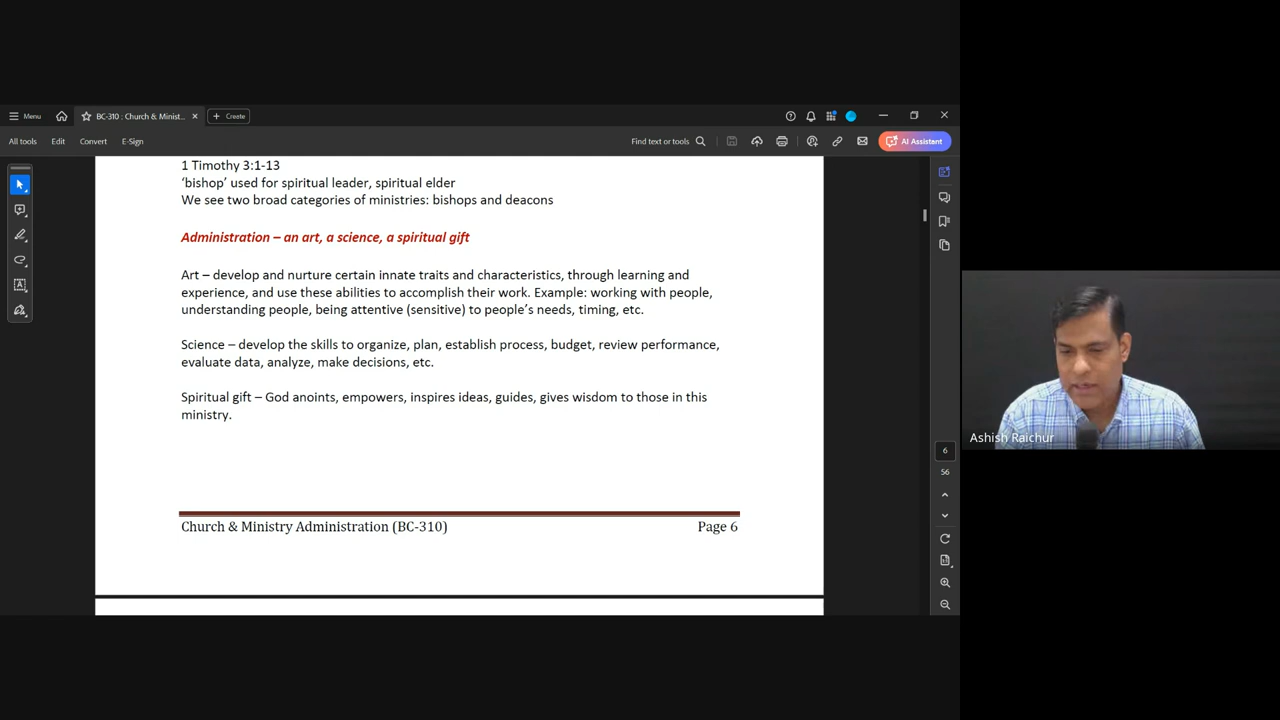 Menu
BC-310 : Church & Minist...
Create
All tools
Edit
Convert
E-Sign
Find text or tools
AI Assistant
1 Timothy 3:1-13
‘bishop’ used for spiritual leader, spiritual elder
We see two broad categories of ministries: bishops and deacons
Administration – an art, a science, a spiritual gift
Art – develop and nurture certain innate traits and characteristics, through learning and
experience, and use these abilities to accomplish their work. Example: working with people,
understanding people, being attentive (sensitive) to people’s needs, timing, etc.
Science – develop the skills to organize, plan, establish process, budget, review performance,
evaluate data, analyze, make decisions, etc.
Spiritual gift – God anoints, empowers, inspires ideas, guides, gives wisdom to those in this
ministry.
Church & Ministry Administration (BC-310)
Page 6
6
56
Ashish Raichur